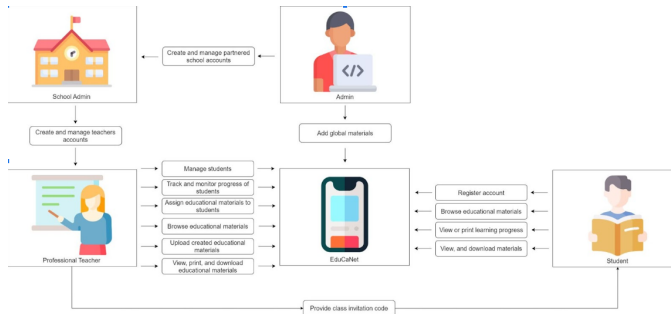 Create and manage partnered
school accounts
School Admin
Admin
Create and manage teachers
accounts
Add global materials
Manage students
Track and monitor progress of
students
Assign educational materials to
students
Browse educational materials
Upload created educational
materials
View, print, and download
educational materials
Register account
Browse educational materials
View or print learning progress
View, and download materials
Professional Teacher
EduCaNet
Student
Provide class invitation code